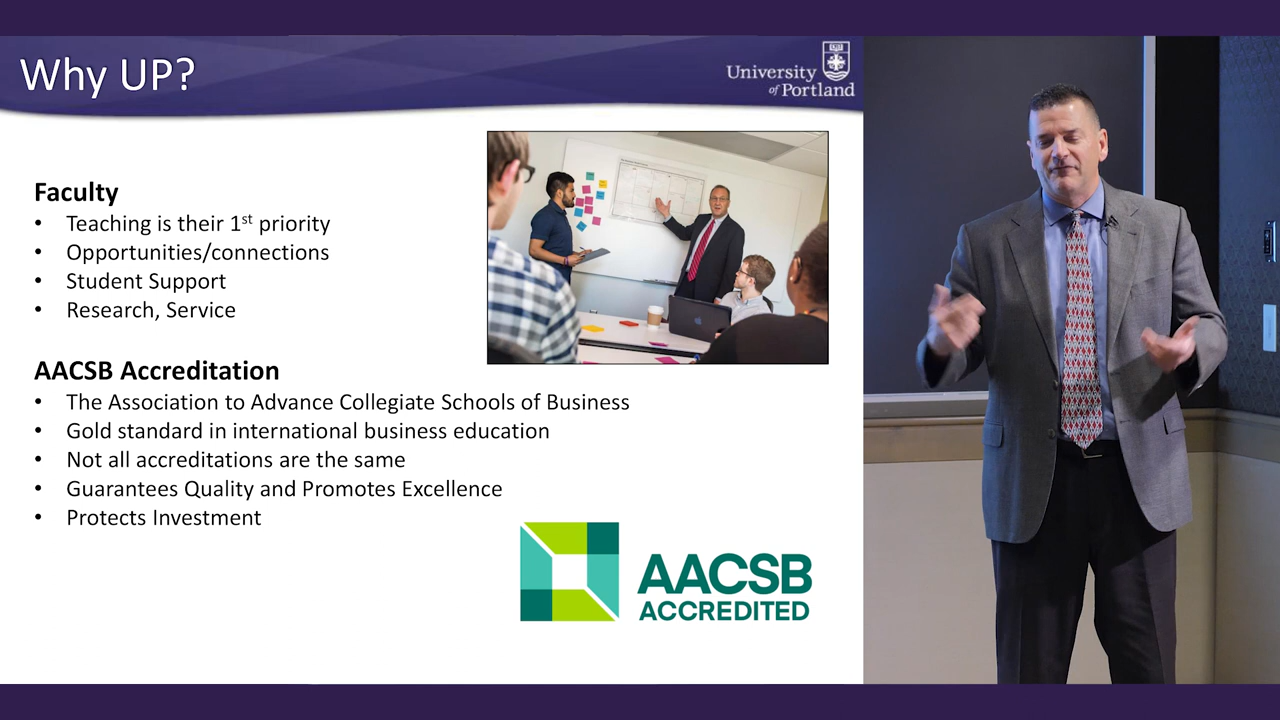 Why UP?
University
of Portland
Faculty
• Teaching is their 1st priority
• Opportunities/connections
• Student Support
• Research, Service
AACSB Accreditation
• The Association to Advance Collegiate Schools of Business
• Gold standard in international business education
• Not all accreditations are the same
• Guarantees Quality and Promotes Excellence
• Protects Investment
AACSB
ACCREDITED